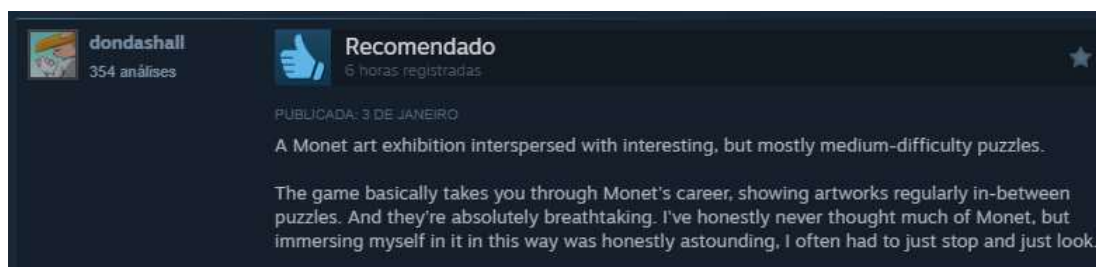 dondashall
354 análises
Recomendado
6 horas registradas
PUBLICADA: 3 DE JANEIRO
A Monet art exhibition interspersed with interesting, but mostly medium-difficulty puzzles.
The game basically takes you through Monet's career, showing artworks regularly in-between
puzzles. And they're absolutely breathtaking. I've honestly never thought much of Monet, but
immersing myself in it in this way was honestly astounding, I often had to just stop and just look.